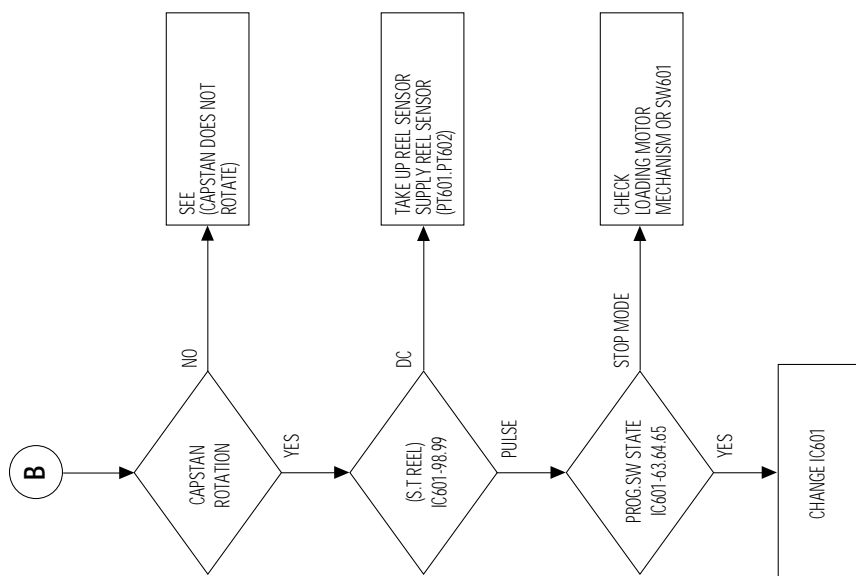 B
CAPSTAN
ROTATION
NO
SEE
(CAPSTAN DOES NOT
ROTATE)
YES
(S.T REEL)
IC601-98.99
DC
TAKE UP REEL SENSOR
SUPPLY REEL SENSOR
(PT601.PT602)
PULSE
PROG.SW STATE
IC601-63.64.65
STOP MODE
CHECK
LOADING MOTOR
MECHANISM OR SW601
YES
CHANGE IC601